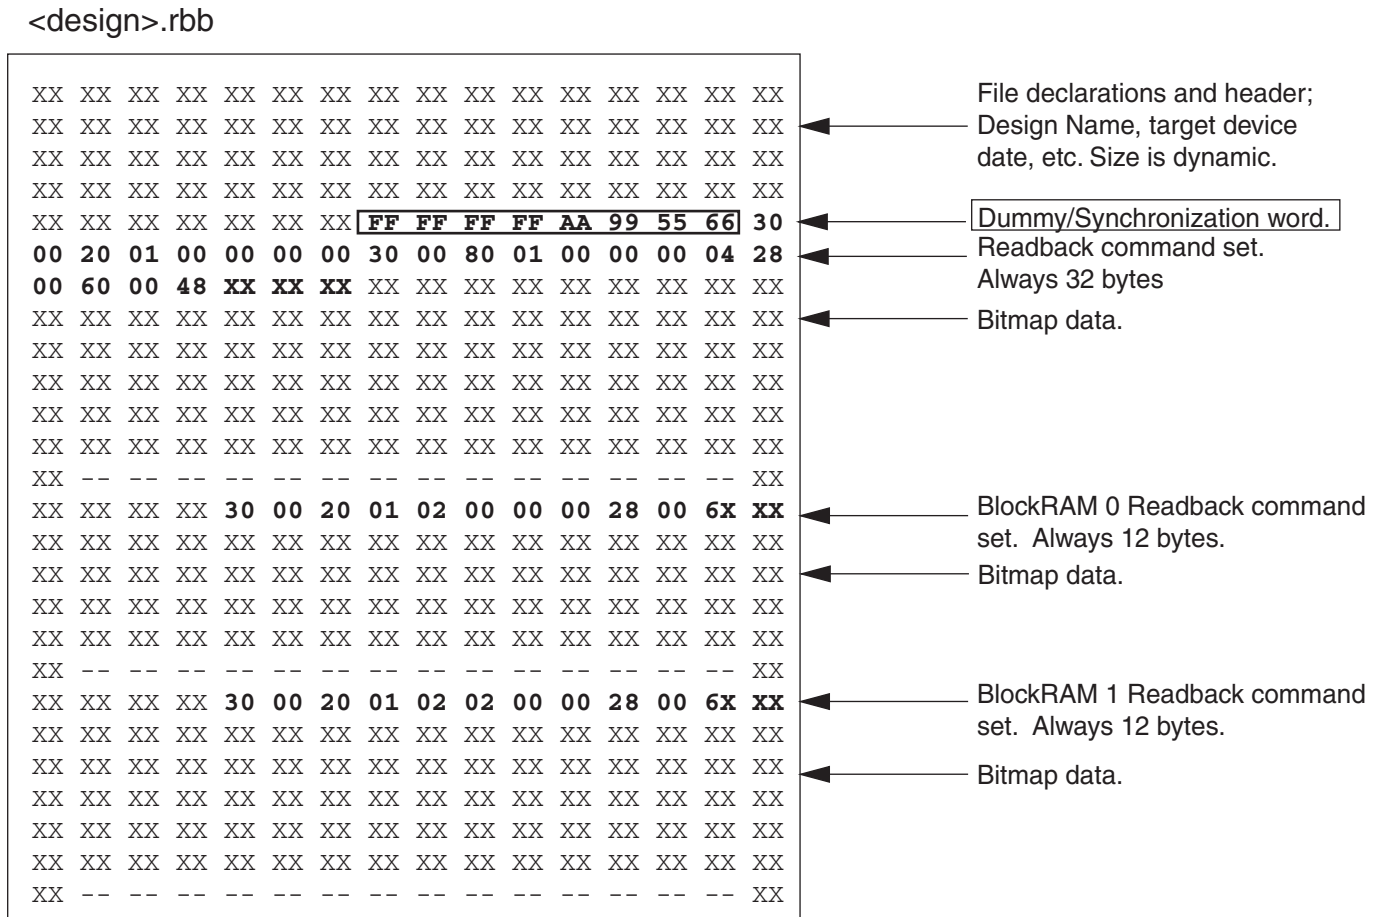 <design>.rbb
XX XX XX XX XX XX XX XX XX XX XX XX XX XX XX XX
XX XX XX XX XX XX XX XX XX XX XX XX XX XX XX XX
XX XX XX XX XX XX XX XX XX XX XX XX XX XX XX XX
XX XX XX XX XX XX XX XX XX XX XX XX XX XX XX XX
XX XX XX XX XX XX XX FF FF FF FF AA 99 55 66 30
00 20 01 00 00 00 00 30 00 80 01 00 00 00 04 28
00 60 00 48 XX XX XX XX XX XX XX XX XX XX XX XX
XX XX XX XX XX XX XX XX XX XX XX XX XX XX XX XX
XX XX XX XX XX XX XX XX XX XX XX XX XX XX XX XX
XX XX XX XX XX XX XX XX XX XX XX XX XX XX XX XX
XX XX XX XX XX XX XX XX XX XX XX XX XX XX XX XX
XX XX XX XX XX XX XX XX XX XX XX XX XX XX XX XX
XX -- -- -- -- -- -- -- -- -- -- -- -- -- -- XX
XX XX XX XX 30 00 20 01 02 00 00 00 28 00 6X XX
XX XX XX XX XX XX XX XX XX XX XX XX XX XX XX XX
XX XX XX XX XX XX XX XX XX XX XX XX XX XX XX XX
XX XX XX XX XX XX XX XX XX XX XX XX XX XX XX XX
XX XX XX XX XX XX XX XX XX XX XX XX XX XX XX XX
XX -- -- -- -- -- -- -- -- -- -- -- -- -- -- XX
XX XX XX XX 30 00 20 01 02 02 00 00 28 00 6X XX
XX XX XX XX XX XX XX XX XX XX XX XX XX XX XX XX
XX XX XX XX XX XX XX XX XX XX XX XX XX XX XX XX
XX XX XX XX XX XX XX XX XX XX XX XX XX XX XX XX
XX XX XX XX XX XX XX XX XX XX XX XX XX XX XX XX
XX XX XX XX XX XX XX XX XX XX XX XX XX XX XX XX
XX -- -- -- -- -- -- -- -- -- -- -- -- -- -- XX
File declarations and header;
Design Name, target device
date, etc. Size is dynamic.
Dummy/Synchronization word.
Readback command set.
Always 32 bytes
Bitmap data.
BlockRAM 0 Readback command
set. Always 12 bytes.
Bitmap data.
BlockRAM 1 Readback command
set. Always 12 bytes.
Bitmap data.